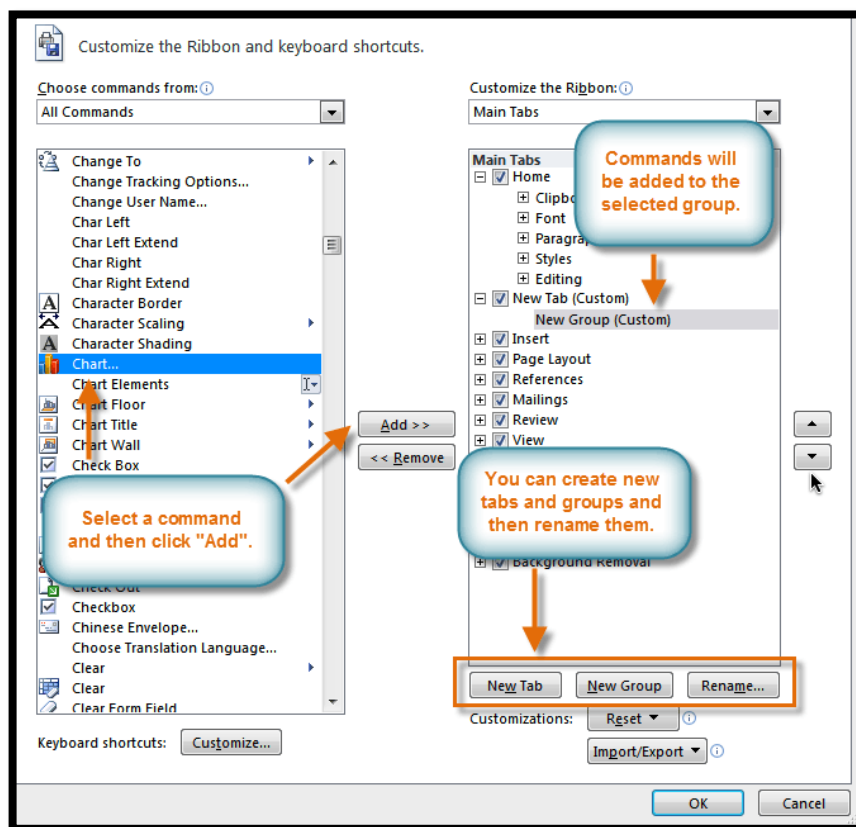 Customize the Ribbon and keyboard shortcuts.
Choose commands from:
All Commands
Change To
Change Tracking Options...
Change User Name...
Char Left
Char Left Extend
Char Right
Char Right Extend
Character Border
Character Scaling
Character Shading
Chart...
Chart Elements
Chart Floor
Chart Title
Chart Wall
Check Box
Select a command
and then click "Add".
Check Out
Checkbox
Chinese Envelope...
Choose Translation Language...
Clear
Clear
Clear Form Field
Keyboard shortcuts:
Customize...
Add >>
<< Remove
Customize the Ribbon:
Main Tabs
Main Tabs
Commands will
be added to the
selected group.
Home
Font
Styles
Editing
New Tab (Custom)
New Group (Custom)
Insert
Page Layout
References
Mailings
Review
View
You can create new
tabs and groups and
then rename them.
Background Removal
New Tab
New Group
Rename...
Customizations:
Reset
Import/Export
OK
Cancel